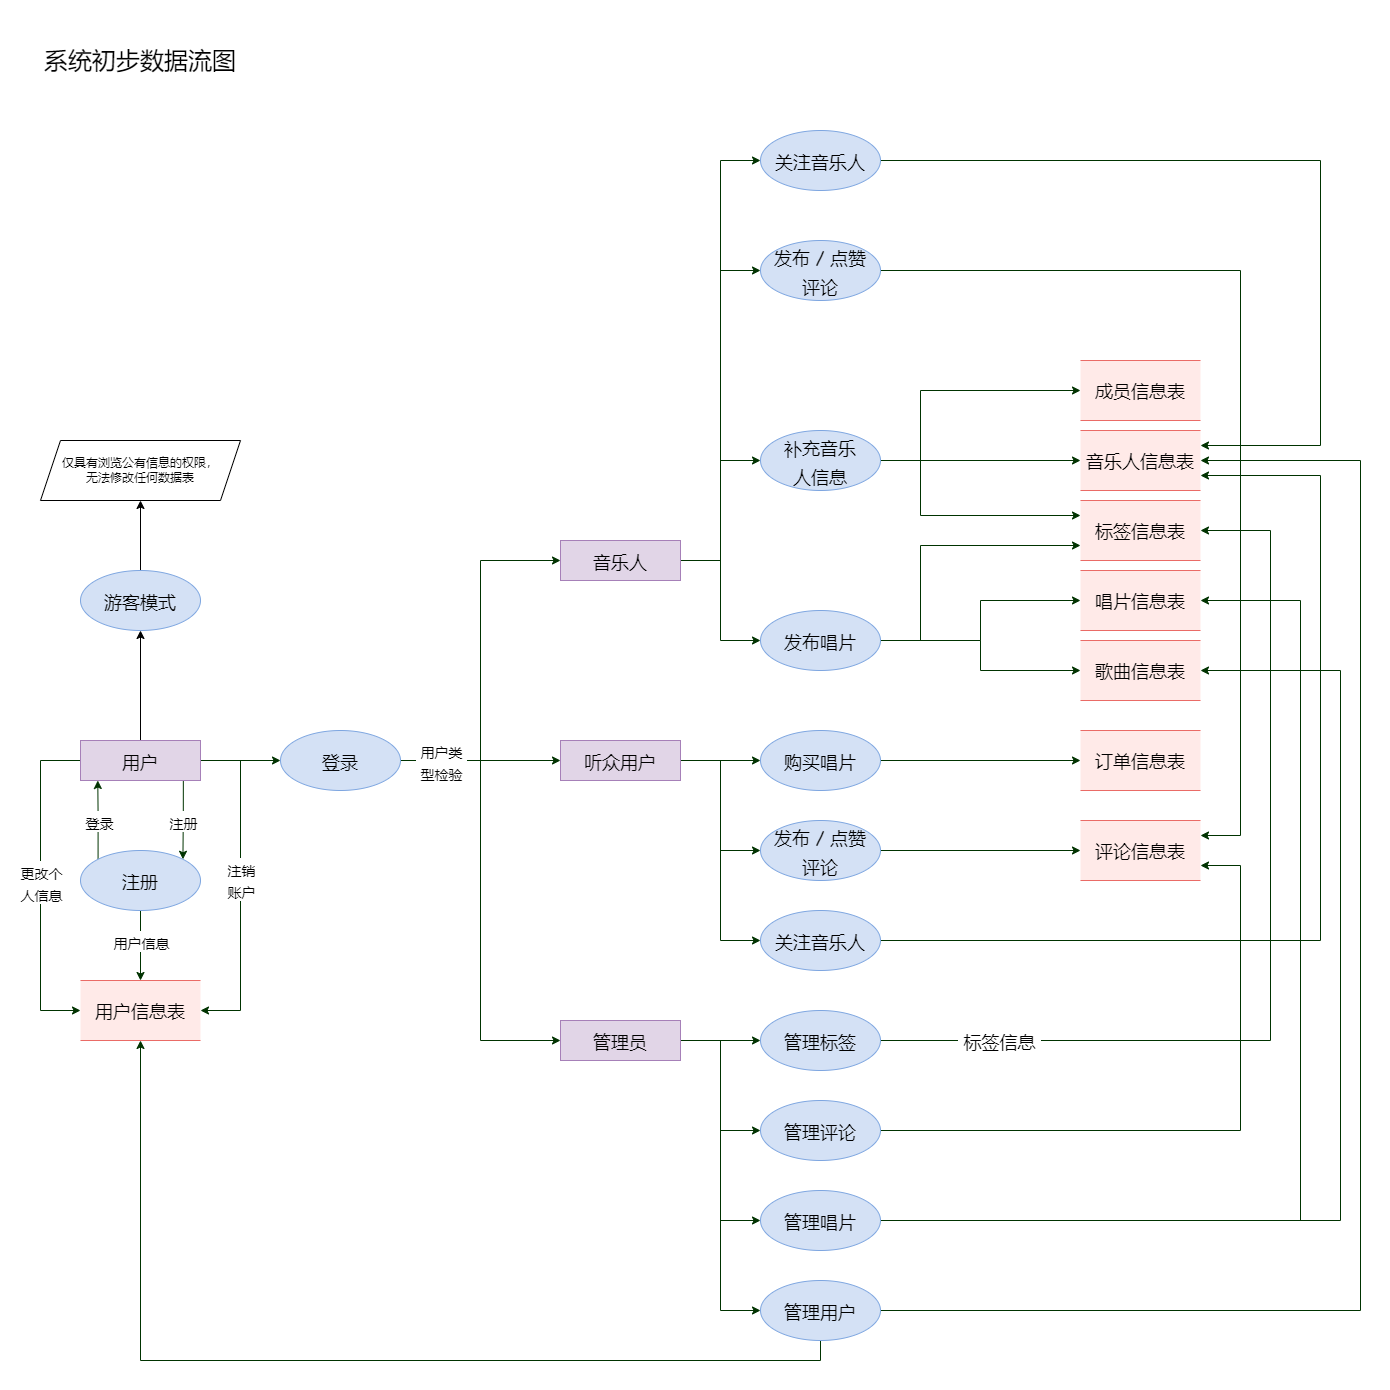 系统初步数据流图
关注音乐人
发布 / 点赞
评论
成员信息表
补充音乐
人信息
音乐人信息表
仅具有浏览公有信息的权限，
无法修改任何数据表
标签信息表
音乐人
游客模式
唱片信息表
发布唱片
歌曲信息表
用户
登录
用户类
型检验
听众用户
购买唱片
订单信息表
登录
注册
发布 / 点赞
评论
评论信息表
更改个
人信息
注册
注销
账户
用户信息
关注音乐人
用户信息表
管理员
管理标签
标签信息
管理评论
管理唱片
管理用户